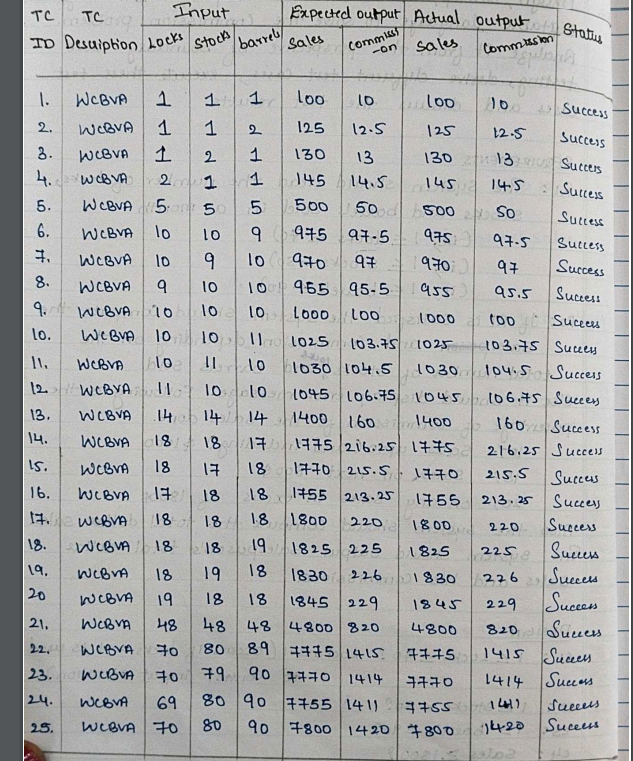 TC TC Input Expected output Actual output Status
ID Desuiption Locks stocks barrels sales commissi-on sales commission
1. WCBVA 1 1 1 100 10 100 10 Success
2. WCBVA 1 1 2 125 12.5 125 12.5 Success
3. WCBVA 1 2 1 130 13 130 13 Success
4. WCBVA 2 1 1 145 14.5 145 14.5 Success
5. WCBVA 5 5 5 500 50 500 50 Success
6. WCBVA 10 10 9 975 97.5 975 97.5 Success
7. WCBVA 10 9 10 970 97 970 97 Success
8. WCBVA 9 10 10 955 95.5 955 95.5 Success
9. WCBVA 10 10 10 1000 100 1000 100 Success
10. WCBVA 10 10 11 1025 103.75 1025 103.75 Success
11. WCBVA 10 11 10 1030 104.5 1030 104.5 Success
12. WCBVA 11 10 10 1045 106.75 1045 106.75 Success
13. WCBVA 14 14 14 1400 160 1400 160 Success
14. WCBVA 18 18 17 1775 216.25 1775 216.25 Success
15. WCBVA 18 17 18 1770 215.5 1770 215.5 Success
16. WCBVA 17 18 18 1755 213.25 1755 213.25 Success
17. WCBVA 18 18 18 1800 220 1800 220 Success
18. WCBVA 18 18 19 1825 225 1825 225 Success
19. WCBVA 18 19 18 1830 226 1830 226 Success
20 WCBVA 19 18 18 1845 229 1845 229 Success
21. WCBVA 48 48 48 4800 820 4800 820 Success
22. WCBVA 70 80 89 7775 1415 7775 1415 Success
23. WCBVA 70 79 90 7770 1414 7770 1414 Success
24. WCBVA 69 80 90 7755 1411 7755 1411 Success
25. WCBVA 70 80 90 7800 1420 7800 1420 Success